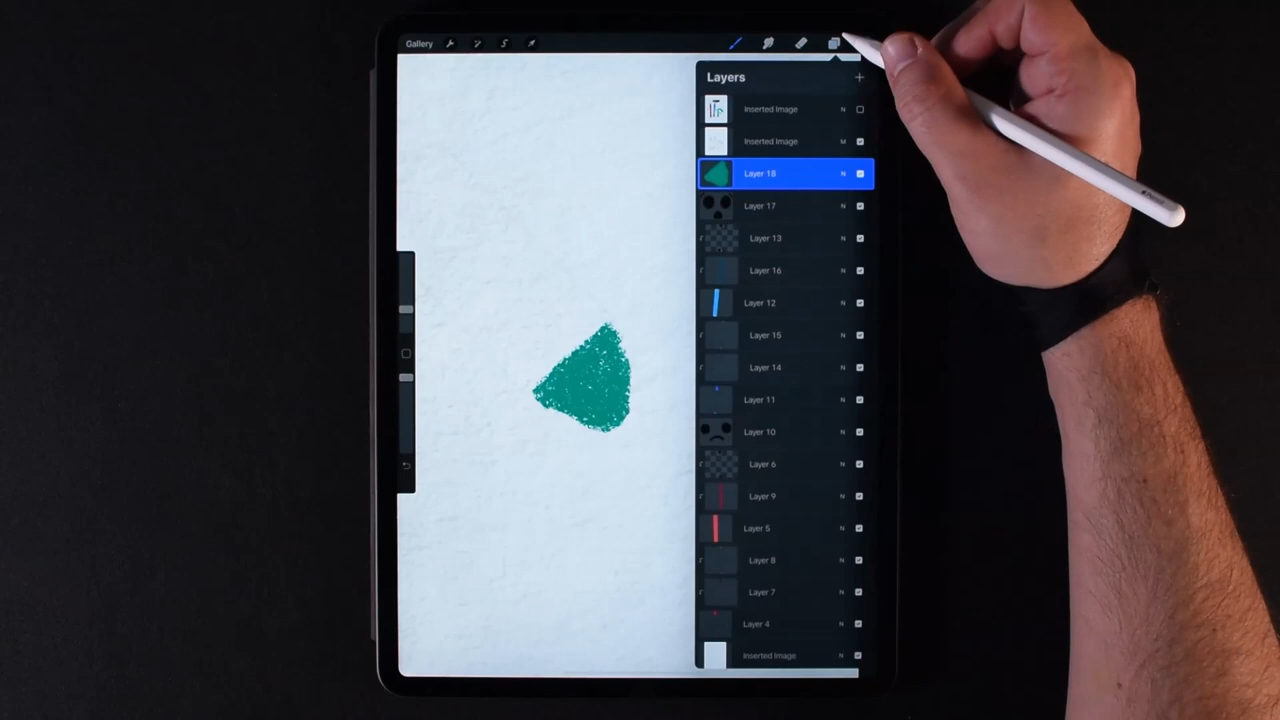 Gallery
Layers
Inserted Image N
Inserted Image M
Layer 18 N
Layer 17 N
Layer 13 N
Layer 16 N
Layer 12 N
Layer 15 N
Layer 14 N
Layer 11 N
Layer 10 N
Layer 6 N
Layer 9 N
Layer 5 N
Layer 8 N
Layer 7 N
Layer 4 N
Inserted Image N